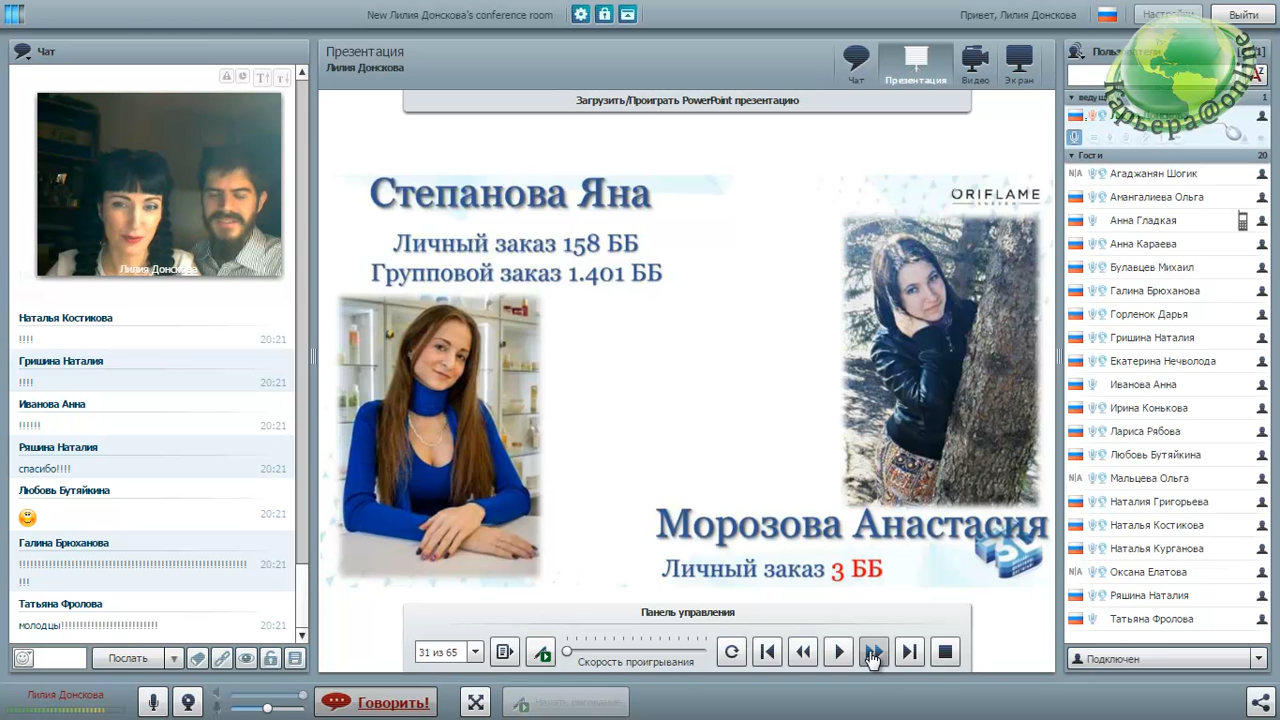 New Лилия Донскова's conference room
Привет, Лилия Донскова
Настройки
Выйти
Чат
Лилия Донскова
Наталья Костикова
!!!!
20:21
Гришина Наталия
!!!!
20:21
Иванова Анна
!!!!!!
20:21
Ряшина Наталия
спасибо!!!!
20:21
Любовь Бутяйкина
20:21
Галина Брюханова
!!!!!!!!!!!!!!!!!!!!!!!!!!!!!!!!!!!!!!!!!!!!!!!!!!!!!!!!
!!!
20:21
Татьяна Фролова
молодцы!!!!!!!!!!!!!!!!!!!!!!!!!!
20:21
Послать
Презентация
Лилия Донскова
Чат
Презентация
Видео
Экран
Загрузить/Проиграть PowerPoint презентацию
Степанова Яна
Личный заказ 158 ББ
Групповой заказ 1.401 ББ
ORIFLAME
SWEDEN
Морозова Анастасия
Личный заказ 3 ББ
Панель управления
31 из 65
Скорость проигрывания
Карьера@online
Гости
20
N/A Агаджанян Шогик
Амангалиева Ольга
Анна Гладкая
Анна Караева
Булавцев Михаил
Галина Брюханова
Горленок Дарья
Гришина Наталия
Екатерина Нечволода
Иванова Анна
Ирина Конькова
Лариса Рябова
Любовь Бутяйкина
N/A Мальцева Ольга
Наталия Григорьева
Наталья Костикова
Наталья Курганова
N/A Оксана Елатова
Ряшина Наталия
Татьяна Фролова
Подключен
Лилия Донскова
Говорить!